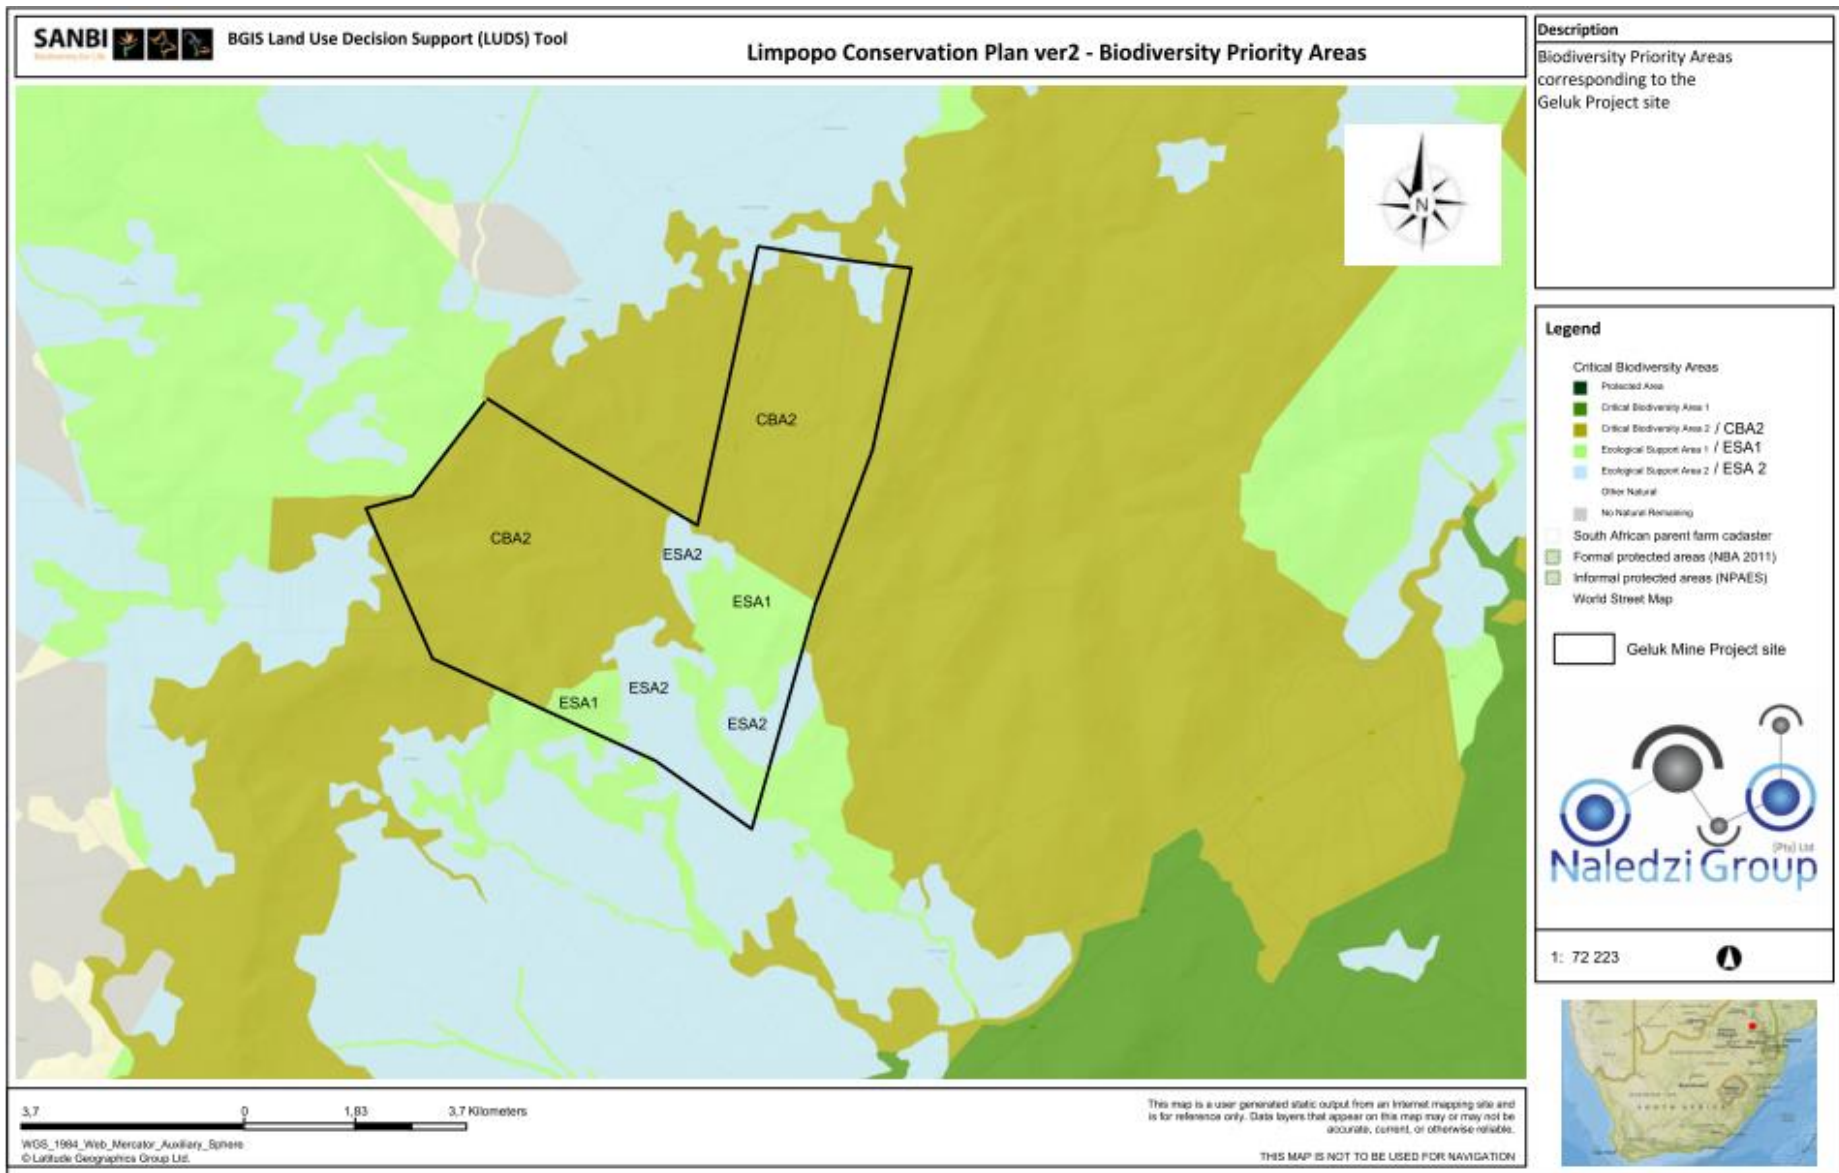 SANBI
Biodiversity for Life
BGIS Land Use Decision Support (LUDS) Tool
Limpopo Conservation Plan ver2 - Biodiversity Priority Areas
Description
Biodiversity Priority Areas
corresponding to the
Geluk Project site
N
CBA2
CBA2
ESA2
ESA1
ESA2
ESA1
ESA2
Legend
Critical Biodiversity Areas
Protected Area
Critical Biodiversity Area 1
Critical Biodiversity Area 2 / CBA2
Ecological Support Area 1 / ESA1
Ecological Support Area 2 / ESA 2
Other Natural
No Natural Remaining
South African parent farm cadaster
Formal protected areas (NBA 2011)
Informal protected areas (NPAES)
World Street Map
Geluk Mine Project site
(Pty) Ltd
Naledzi Group
1: 72 223
3,7 0 1,83 3,7 Kilometers
WGS_1984_Web_Mercator_Auxiliary_Sphere
© Latitude Geographics Group Ltd.
This map is a user generated static output from an Internet mapping site and
is for reference only. Data layers that appear on this map may or may not be
accurate, current, or otherwise reliable.
THIS MAP IS NOT TO BE USED FOR NAVIGATION
SOUTH AFRICA